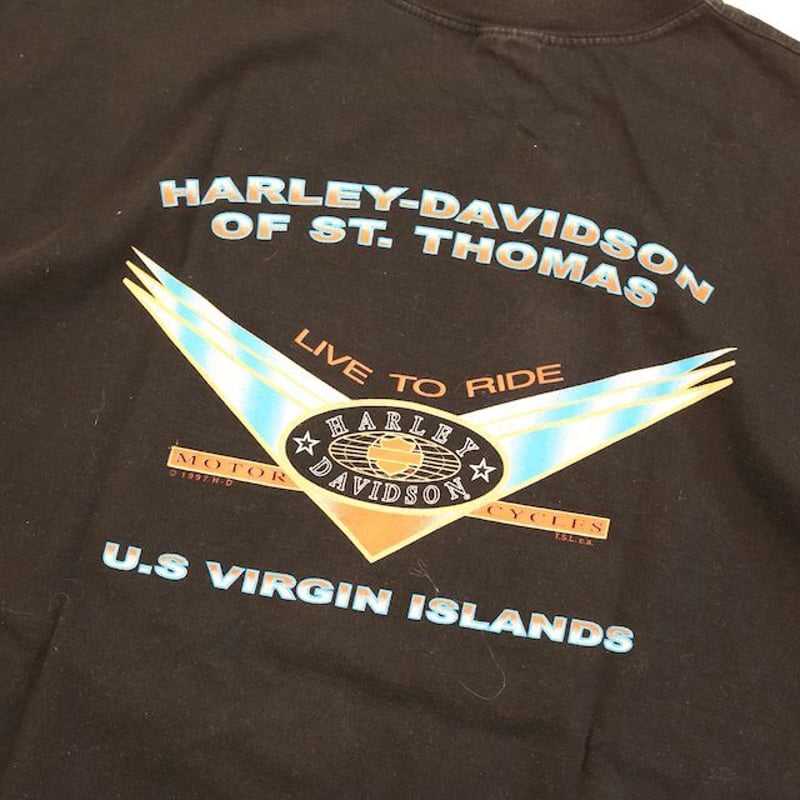 HARLEY-DAVIDSON
OF ST. THOMAS
LIVE TO RIDE
HARLEY
DAVIDSON
MOTOR CYCLES
© 1997 H-D
T.S.L. c.a.
U.S VIRGIN ISLANDS